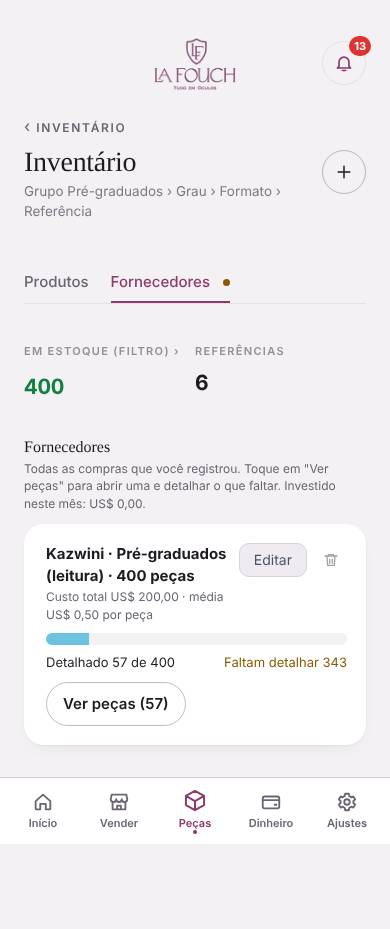 13
LF
LA FOUCH
Tudo em Óculos
‹ INVENTÁRIO
Inventário
Grupo Pré-graduados › Grau › Formato ›
Referência
+
Produtos
Fornecedores
EM ESTOQUE (FILTRO) ›
REFERÊNCIAS
400
6
Fornecedores
Todas as compras que você registrou. Toque em "Ver
peças" para abrir uma e detalhar o que faltar. Investido
neste mês: US$ 0,00.
Kazwini · Pré-graduados
(leitura) · 400 peças
Editar
Custo total US$ 200,00 · média
US$ 0,50 por peça
Detalhado 57 de 400
Faltam detalhar 343
Ver peças (57)
Início
Vender
Peças
Dinheiro
Ajustes